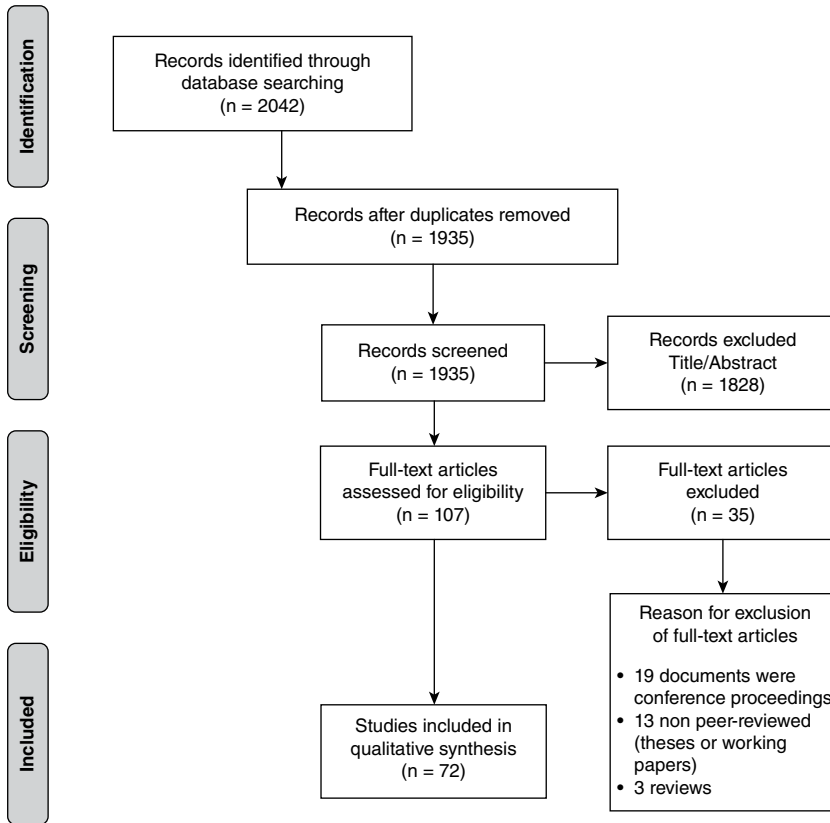 Identification
Records identified through
database searching
(n = 2042)
Records after duplicates removed
(n = 1935)
Screening
Records screened
(n = 1935)
Records excluded
Title/Abstract
(n = 1828)
Eligibility
Full-text articles
assessed for eligibility
(n = 107)
Full-text articles
excluded
(n = 35)
Reason for exclusion
of full-text articles
• 19 documents were
conference proceedings
• 13 non peer-reviewed
(theses or working
papers)
• 3 reviews
Included
Studies included in
qualitative synthesis
(n = 72)